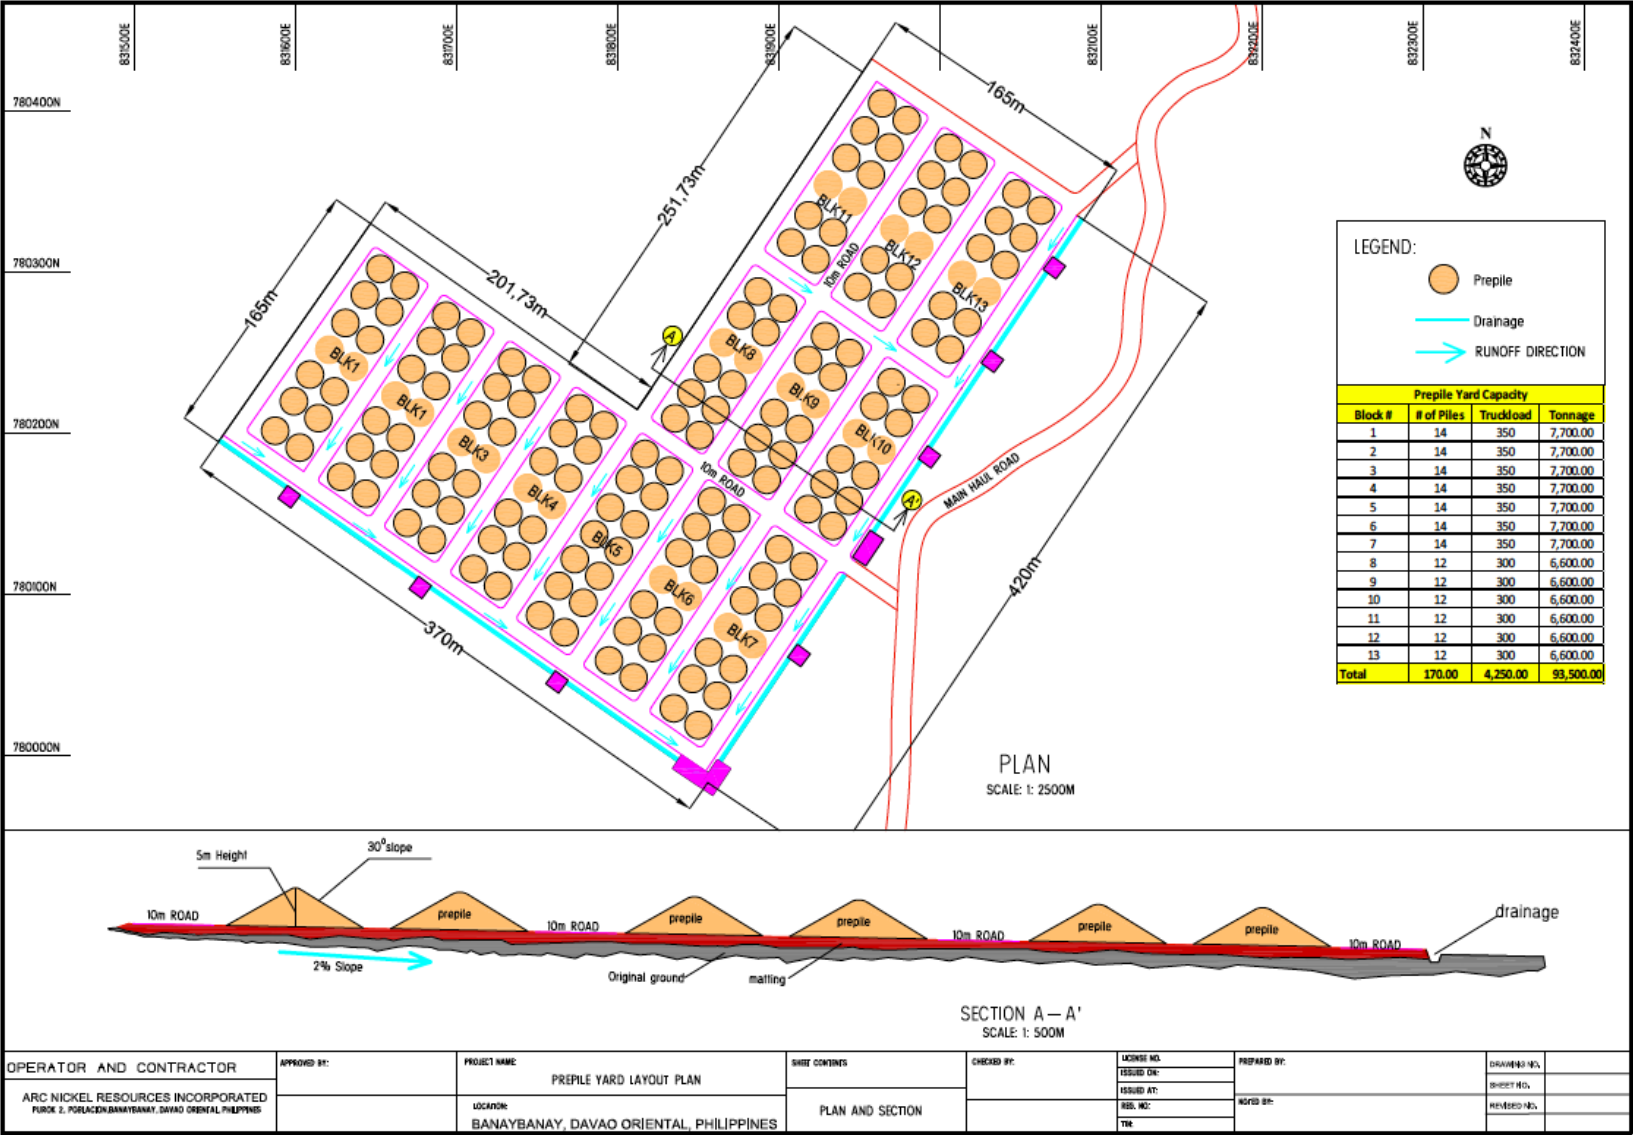 831500E
831600E
831700E
831800E
831900E
832100E
832200E
832300E
832400E
780400N
780300N
780200N
780100N
780000N
165m
251,73m
201,73m
165m
370m
420m
N
BLK11
BLK12
BLK13
10m ROAD
BLK8
BLK9
BLK10
10m ROAD
BLK1
BLK1
BLK3
BLK4
BLK5
BLK6
BLK7
A
A'
MAIN HAUL ROAD
LEGEND:
Prepile
Drainage
RUNOFF DIRECTION
Prepile Yard Capacity
Block # # of Piles Truckload Tonnage
1 14 350 7,700.00
2 14 350 7,700.00
3 14 350 7,700.00
4 14 350 7,700.00
5 14 350 7,700.00
6 14 350 7,700.00
7 14 350 7,700.00
8 12 300 6,600.00
9 12 300 6,600.00
10 12 300 6,600.00
11 12 300 6,600.00
12 12 300 6,600.00
13 12 300 6,600.00
Total 170.00 4,250.00 93,500.00
PLAN
SCALE: 1: 2500M
5m Height
30°slope
10m ROAD
prepile
10m ROAD
prepile
prepile
10m ROAD
prepile
prepile
10m ROAD
drainage
2% Slope
Original ground
matting
SECTION A — A'
SCALE: 1: 500M
OPERATOR AND CONTRACTOR
ARC NICKEL RESOURCES INCORPORATED
PUROK 2, POBLACION,BANAYBANAY, DAVAO ORIENTAL, PHILIPPINES
APPROVED BY:
PROJECT NAME:
PREPILE YARD LAYOUT PLAN
LOCATION:
BANAYBANAY, DAVAO ORIENTAL, PHILIPPINES
SHEET CONTENTS
PLAN AND SECTION
CHECKED BY:
LICENSE NO.
ISSUED ON:
ISSUED AT:
REG. NO:
TIN:
PREPARED BY:
NOTED BY:
DRAWING NO.
SHEET NO.
REVISED NO.